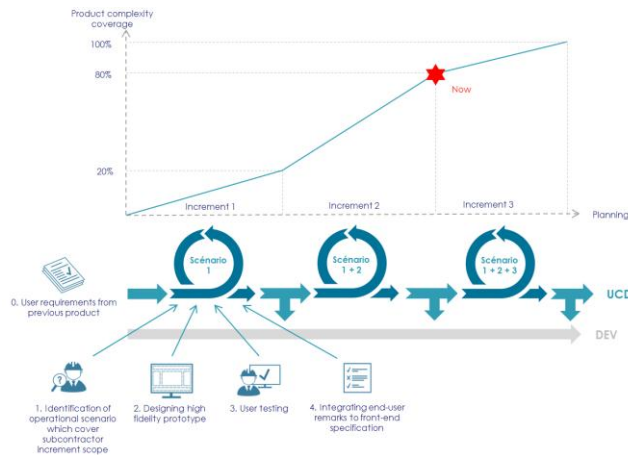 Product complexity
coverage
100%
80%
Now
20%
Increment 1
Increment 2
Increment 3
Planning
Scénario
1
Scénario
1 + 2
Scénario
1 + 2 + 3
0. User requirements from
previous product
UCD
DEV
1. Identification of
operational scenario
which cover
subcontractor
increment scope
2. Designing high
fidelity prototype
3. User testing
4. Integrating end-user
remarks to front-end
specification